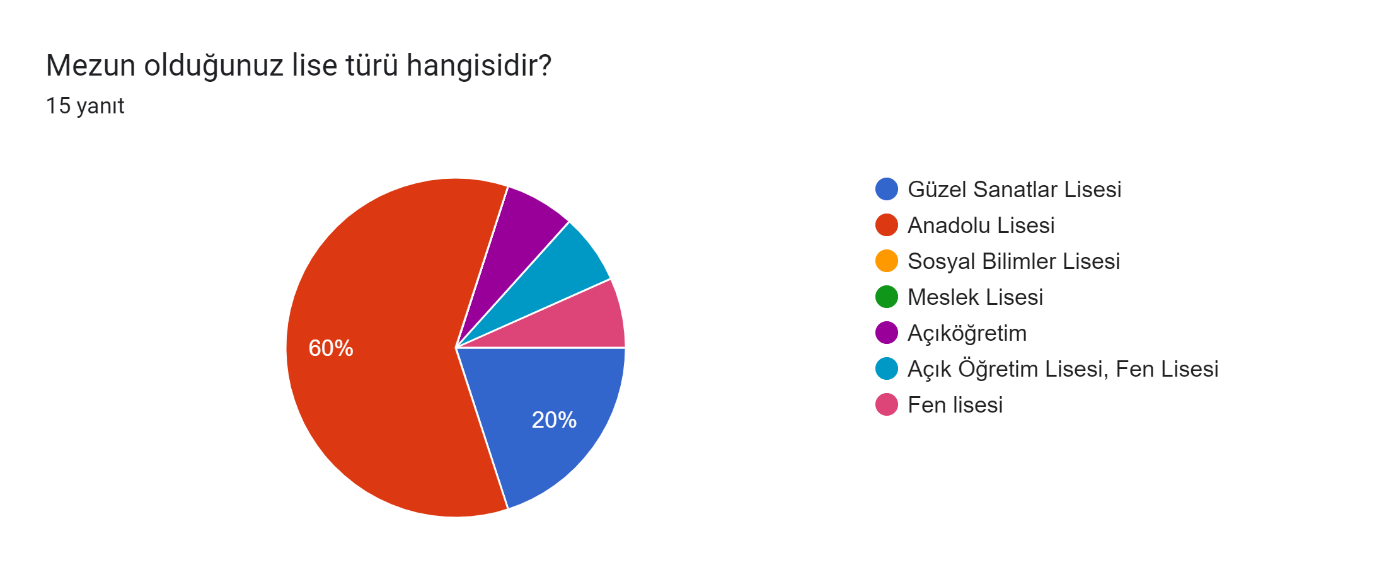 Mezun olduğunuz lise türü hangisidir?
15 yanıt
60%
20%
Güzel Sanatlar Lisesi
Anadolu Lisesi
Sosyal Bilimler Lisesi
Meslek Lisesi
Açıköğretim
Açık Öğretim Lisesi, Fen Lisesi
Fen lisesi